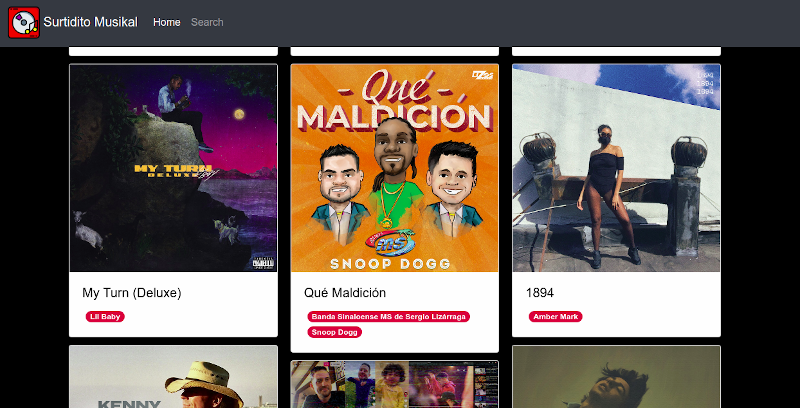 Surtidito Musikal
Home
Search
MY TURN
DELUXE
- Qué -
MALDICIÓN
SNOOP DOGG
1894
1894
1894
My Turn (Deluxe)
Lil Baby
Qué Maldición
Banda Sinaloense MS de Sergio Lizárraga
Snoop Dogg
1894
Amber Mark
KENNY